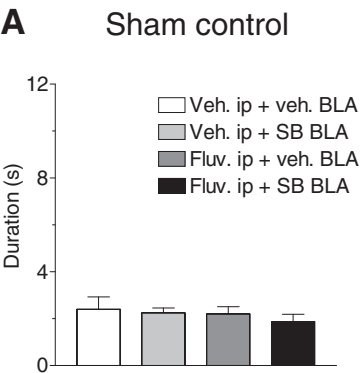 A
Sham control
12
Veh. ip + veh. BLA
Veh. ip + SB BLA
Fluv. ip + veh. BLA
Fluv. ip + SB BLA
8
Duration (s)
4
0